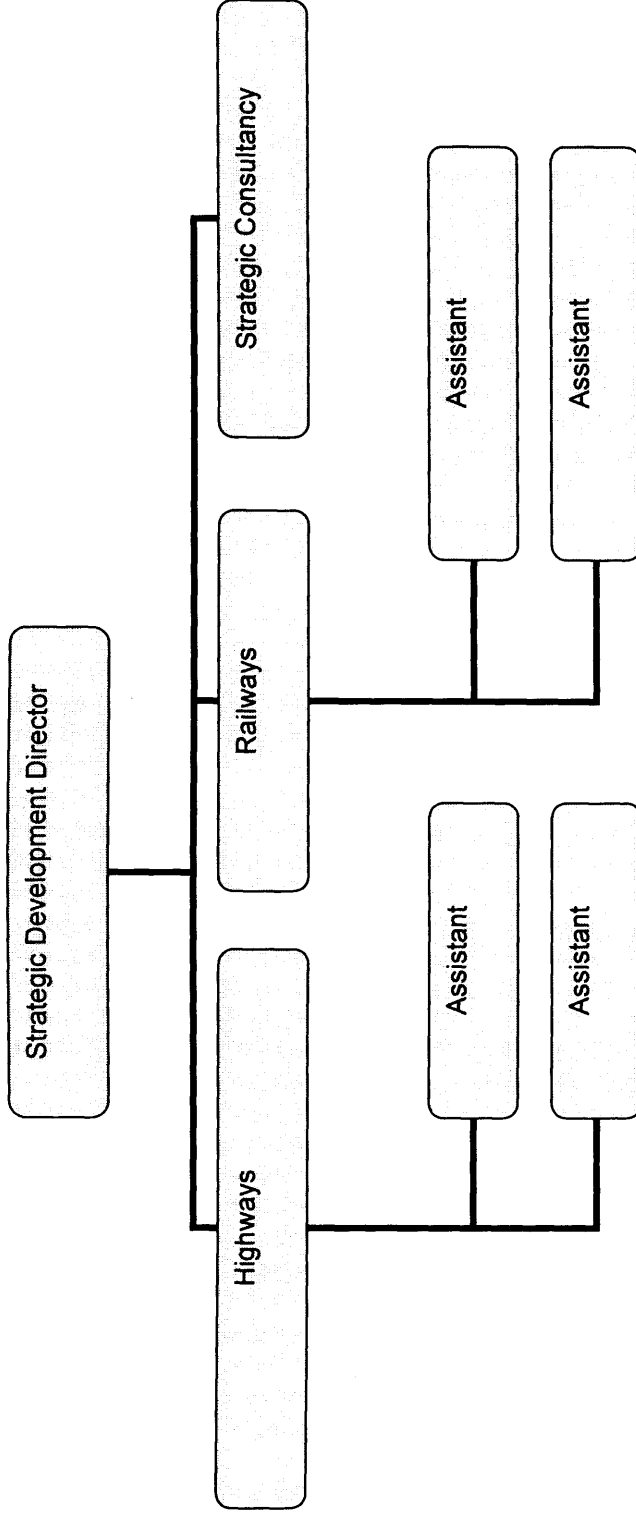 Strategic Development Director
Highways
Railways
Strategic Consultancy
Assistant
Assistant
Assistant
Assistant